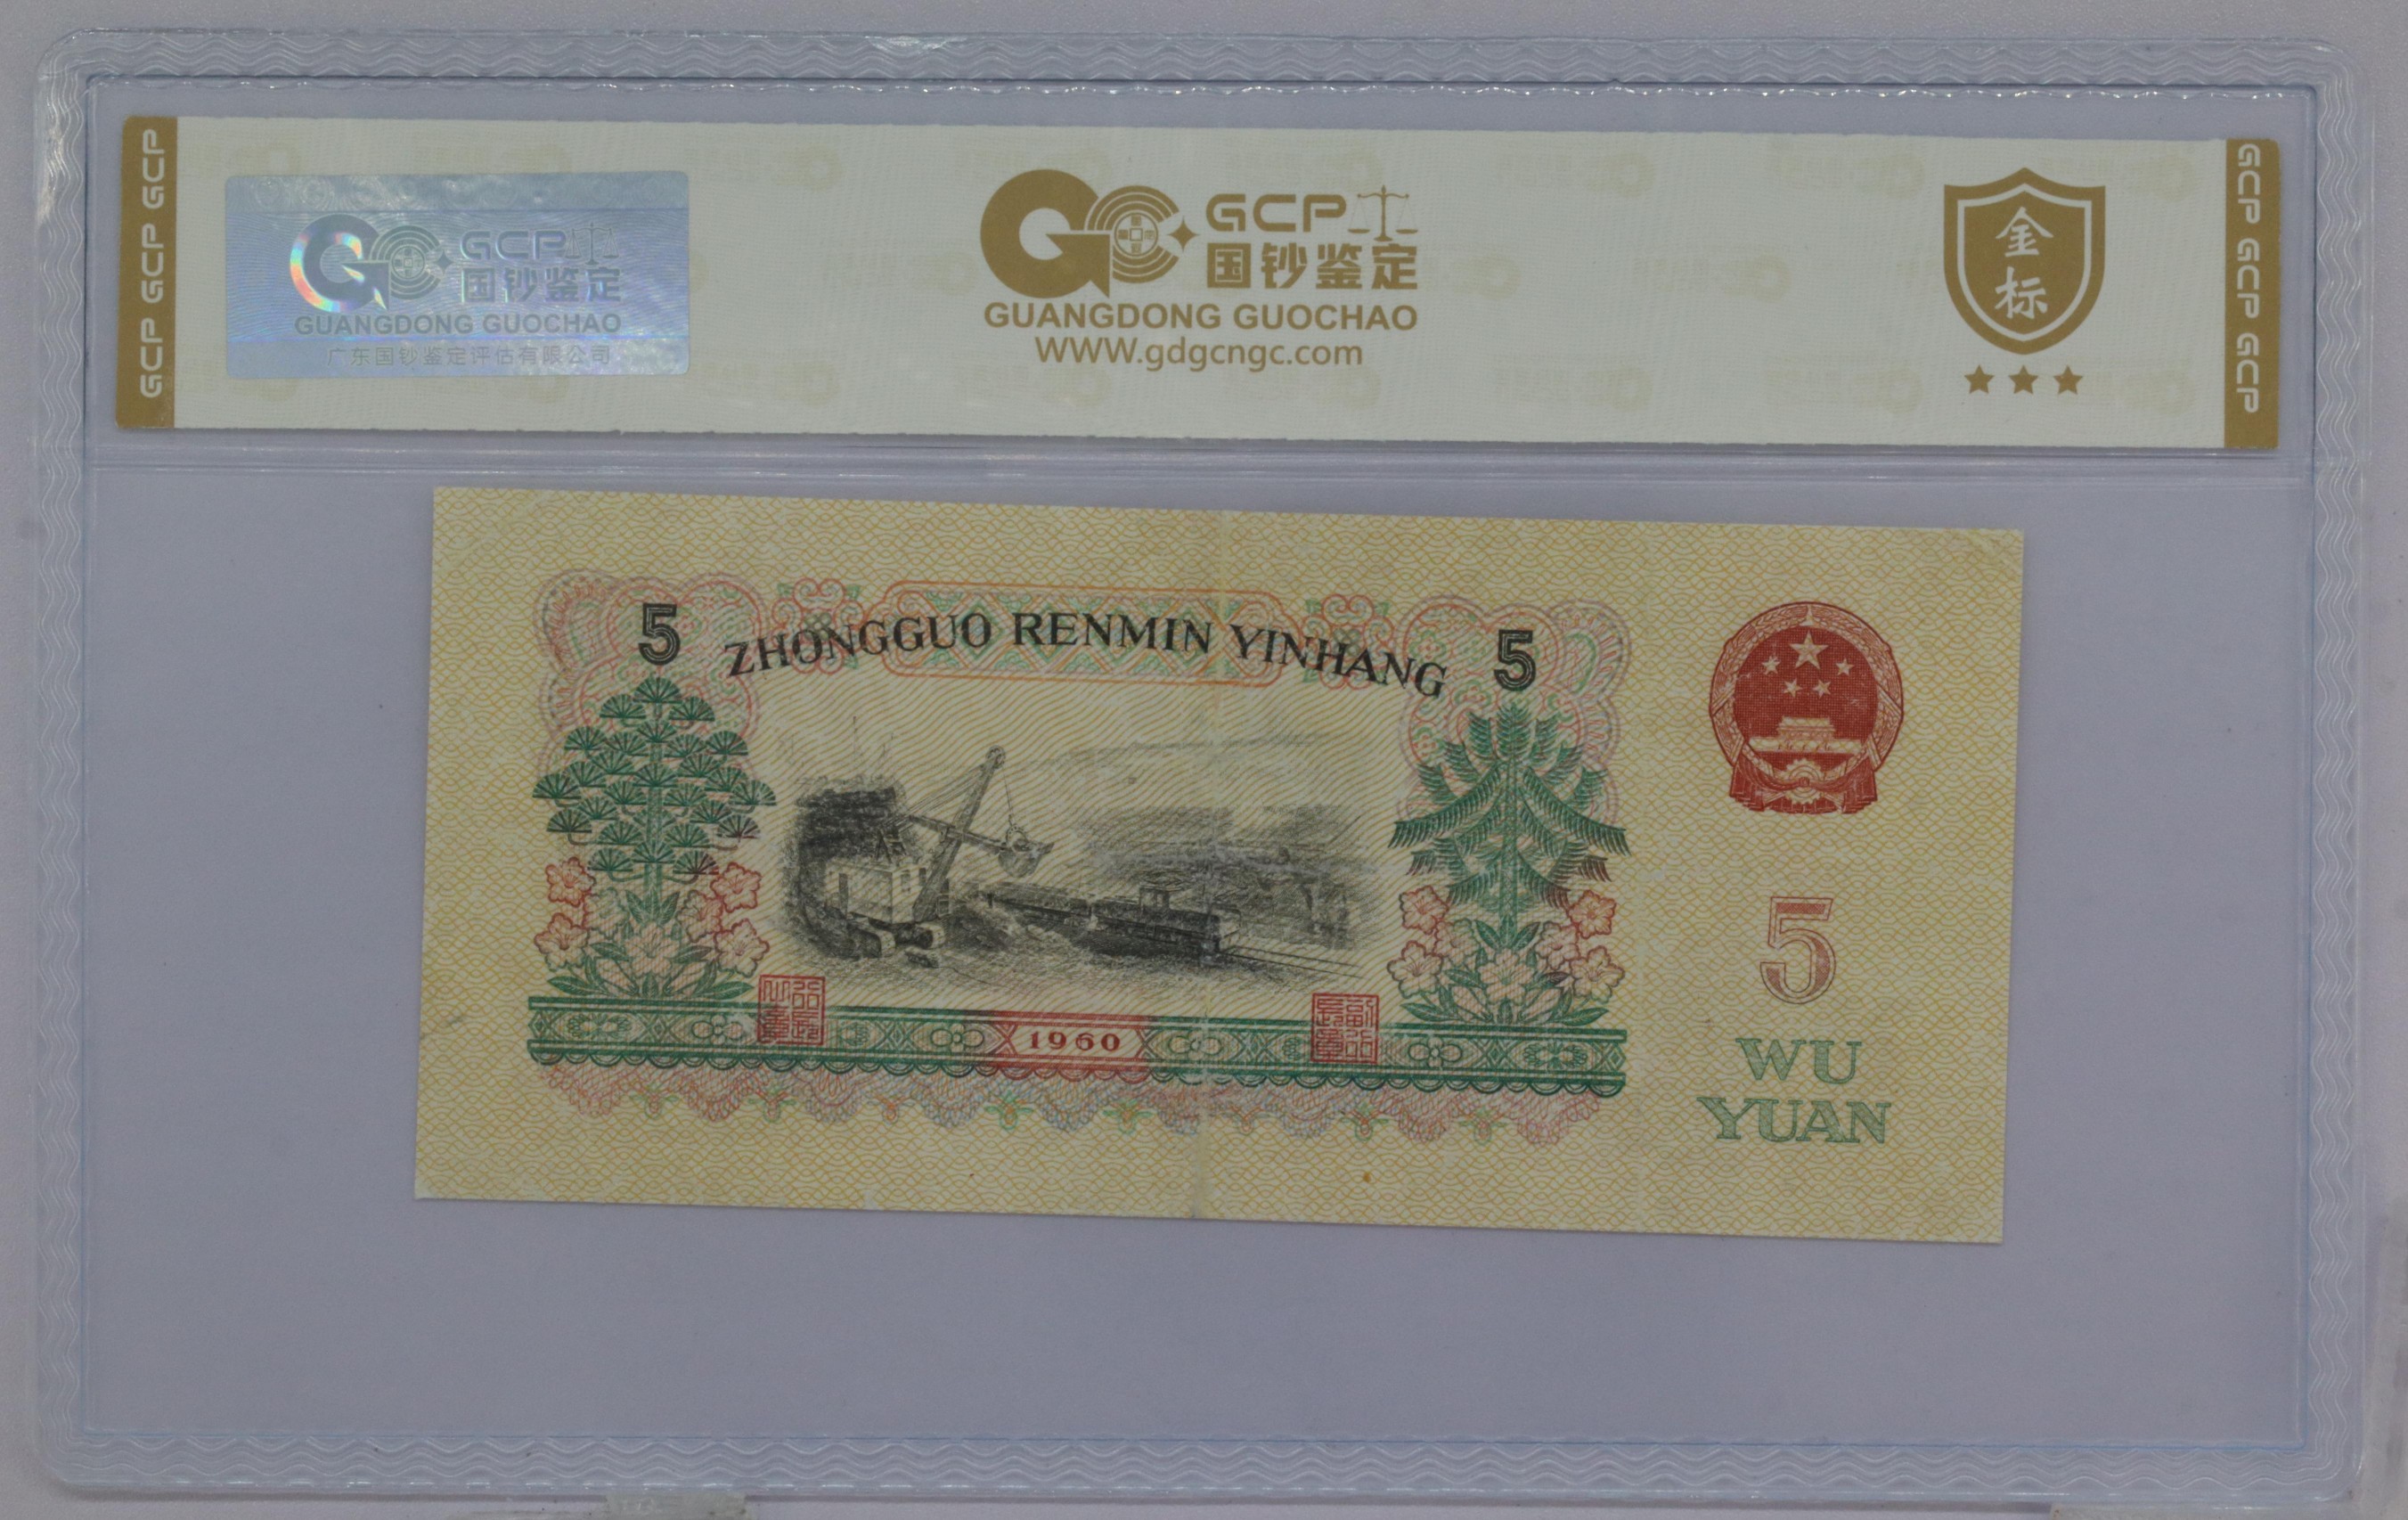 GCP GCP GCP
GCP
国钞鉴定
GUANGDONG GUOCHAO
广东国钞鉴定评估有限公司
GCP
国钞鉴定
GUANGDONG GUOCHAO
WWW.gdgcngc.com
金
标
GCP GCP GCP
5
ZHONGGUO RENMIN YINHANG
5
1960
5
WU
YUAN